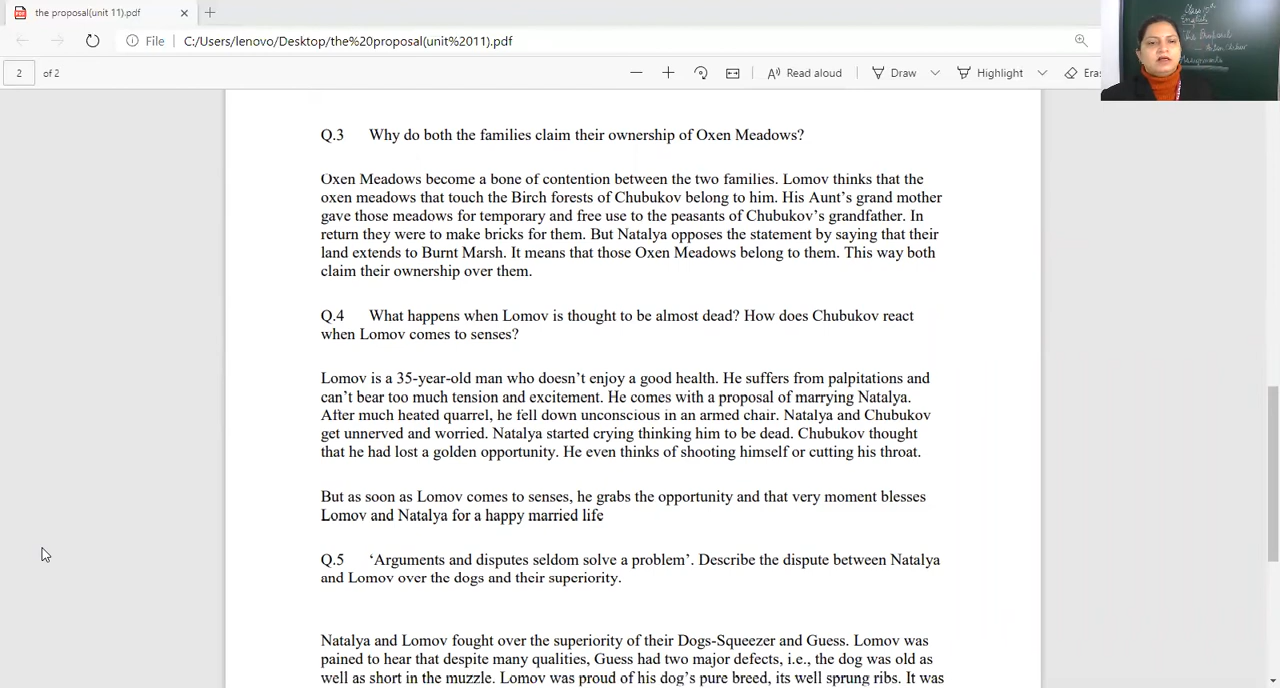 the proposal(unit 11).pdf
File C:/Users/lenovo/Desktop/the%20proposal(unit%2011).pdf
2 of 2 Read aloud Draw Highlight Eras
Class 10th
English
Q.3 Why do both the families claim their ownership of Oxen Meadows?
Oxen Meadows become a bone of contention between the two families. Lomov thinks that the
oxen meadows that touch the Birch forests of Chubukov belong to him. His Aunt’s grand mother
gave those meadows for temporary and free use to the peasants of Chubukov’s grandfather. In
return they were to make bricks for them. But Natalya opposes the statement by saying that their
land extends to Burnt Marsh. It means that those Oxen Meadows belong to them. This way both
claim their ownership over them.
Q.4 What happens when Lomov is thought to be almost dead? How does Chubukov react
when Lomov comes to senses?
Lomov is a 35-year-old man who doesn’t enjoy a good health. He suffers from palpitations and
can’t bear too much tension and excitement. He comes with a proposal of marrying Natalya.
After much heated quarrel, he fell down unconscious in an armed chair. Natalya and Chubukov
get unnerved and worried. Natalya started crying thinking him to be dead. Chubukov thought
that he had lost a golden opportunity. He even thinks of shooting himself or cutting his throat.
But as soon as Lomov comes to senses, he grabs the opportunity and that very moment blesses
Lomov and Natalya for a happy married life
Q.5 ‘Arguments and disputes seldom solve a problem’. Describe the dispute between Natalya
and Lomov over the dogs and their superiority.
Natalya and Lomov fought over the superiority of their Dogs-Squeezer and Guess. Lomov was
pained to hear that despite many qualities, Guess had two major defects, i.e., the dog was old as
well as short in the muzzle. Lomov was proud of his dog’s pure breed, its well sprung ribs. It was